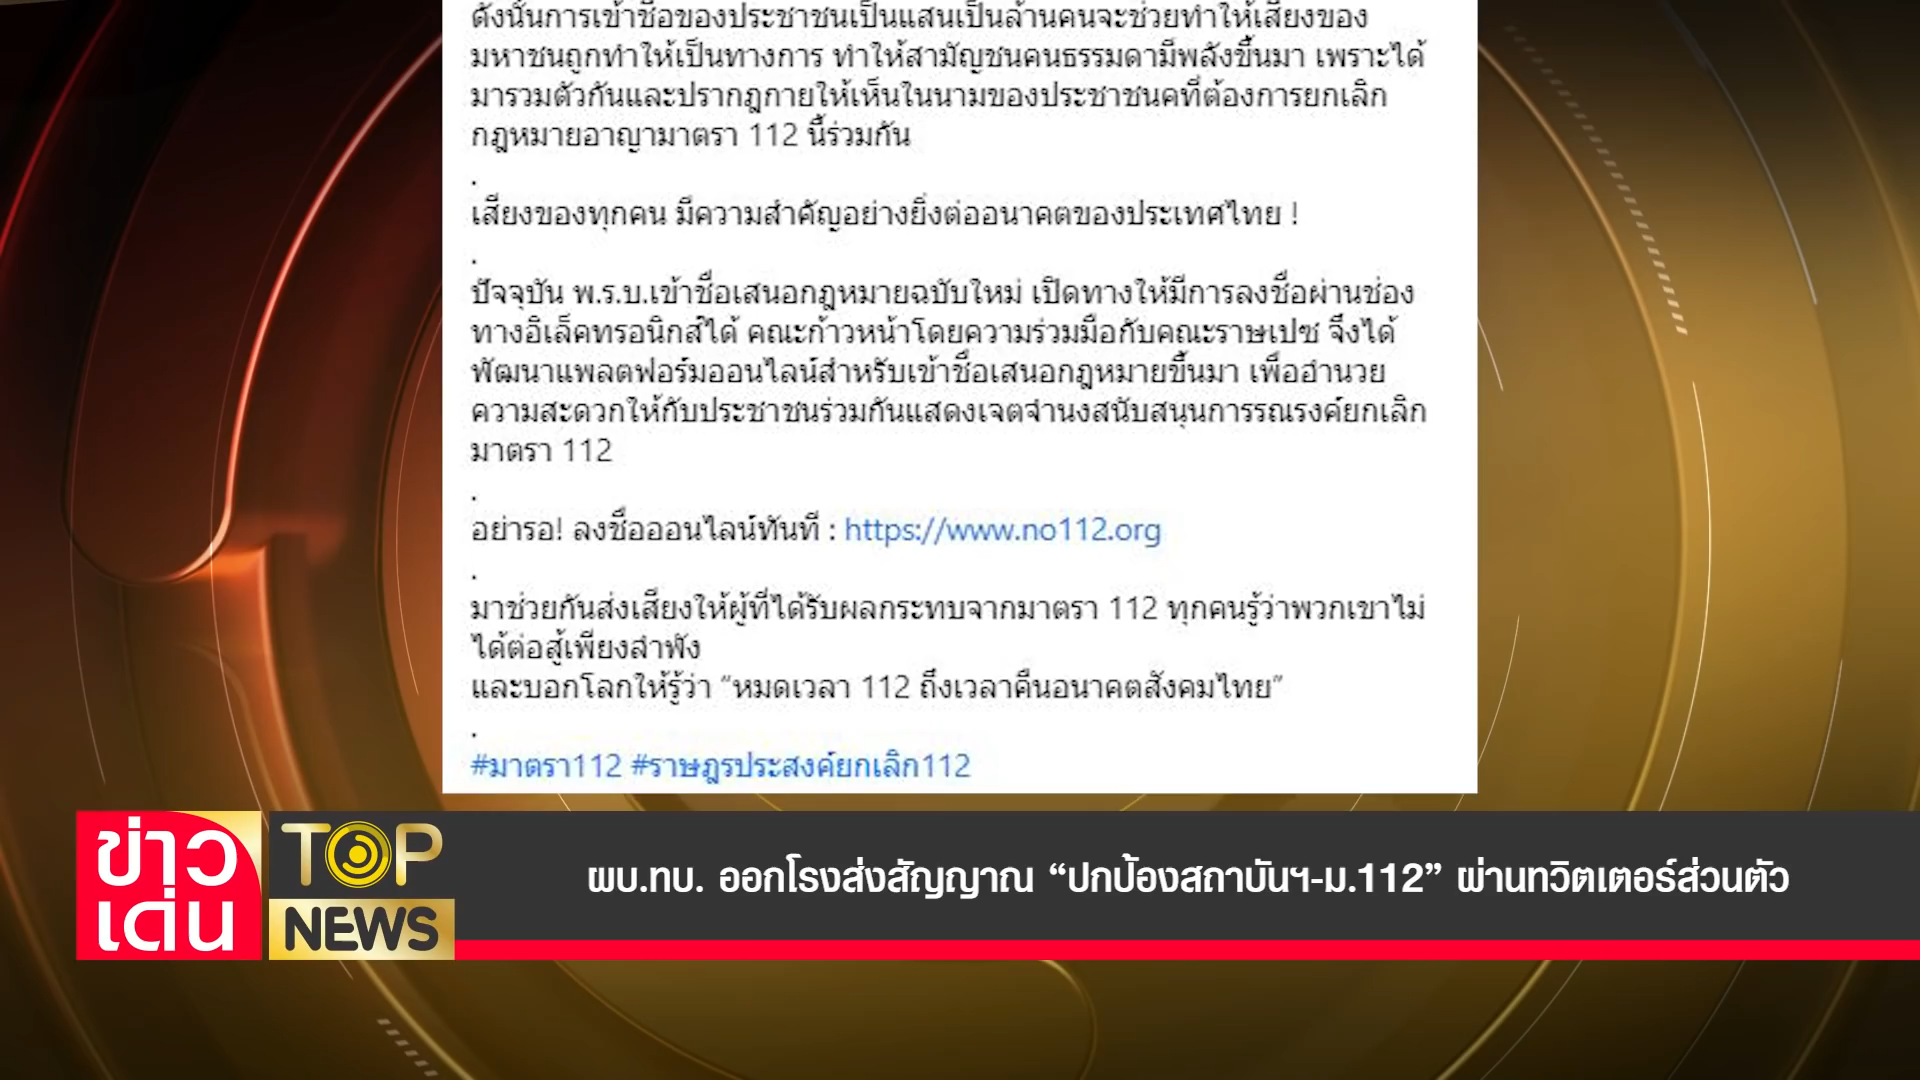 ดังนั้นการเข้าชื่อของประชาชนเป็นแสนเป็นล้านคนจะช่วยทำให้เสียงของ
มหาชนถูกทำให้เป็นทางการ ทำให้สามัญชนคนธรรมดามีพลังขึ้นมา เพราะได้
มารวมตัวกันและปรากฏกายให้เห็นในนามของประชาชนคที่ต้องการยกเลิก
กฎหมายอาญามาตรา 112 นี้ร่วมกัน
.
เสียงของทุกคน มีความสำคัญอย่างยิ่งต่ออนาคตของประเทศไทย !
.
ปัจจุบัน พ.ร.บ.เข้าชื่อเสนอกฎหมายฉบับใหม่ เปิดทางให้มีการลงชื่อผ่านช่อง
ทางอิเล็คทรอนิกส์ได้ คณะก้าวหน้าโดยความร่วมมือกับคณะราษเปซ จึงได้
พัฒนาแพลตฟอร์มออนไลน์สำหรับเข้าชื่อเสนอกฎหมายขึ้นมา เพื่ออำนวย
ความสะดวกให้กับประชาชนร่วมกันแสดงเจตจำนงสนับสนุนการรณรงค์ยกเลิก
มาตรา 112
.
อย่ารอ! ลงชื่อออนไลน์ทันที : https://www.no112.org
.
มาช่วยกันส่งเสียงให้ผู้ที่ได้รับผลกระทบจากมาตรา 112 ทุกคนรู้ว่าพวกเขาไม่
ได้ต่อสู้เพียงลำพัง
และบอกโลกให้รู้ว่า “หมดเวลา 112 ถึงเวลาคืนอนาคตสังคมไทย”
.
#มาตรา112 #ราษฎรประสงค์ยกเลิก112
ข่าว
เด่น
TOP
NEWS
ผบ.ทบ. ออกโรงส่งสัญญาณ “ปกป้องสถาบันฯ-ม.112” ผ่านทวิตเตอร์ส่วนตัว